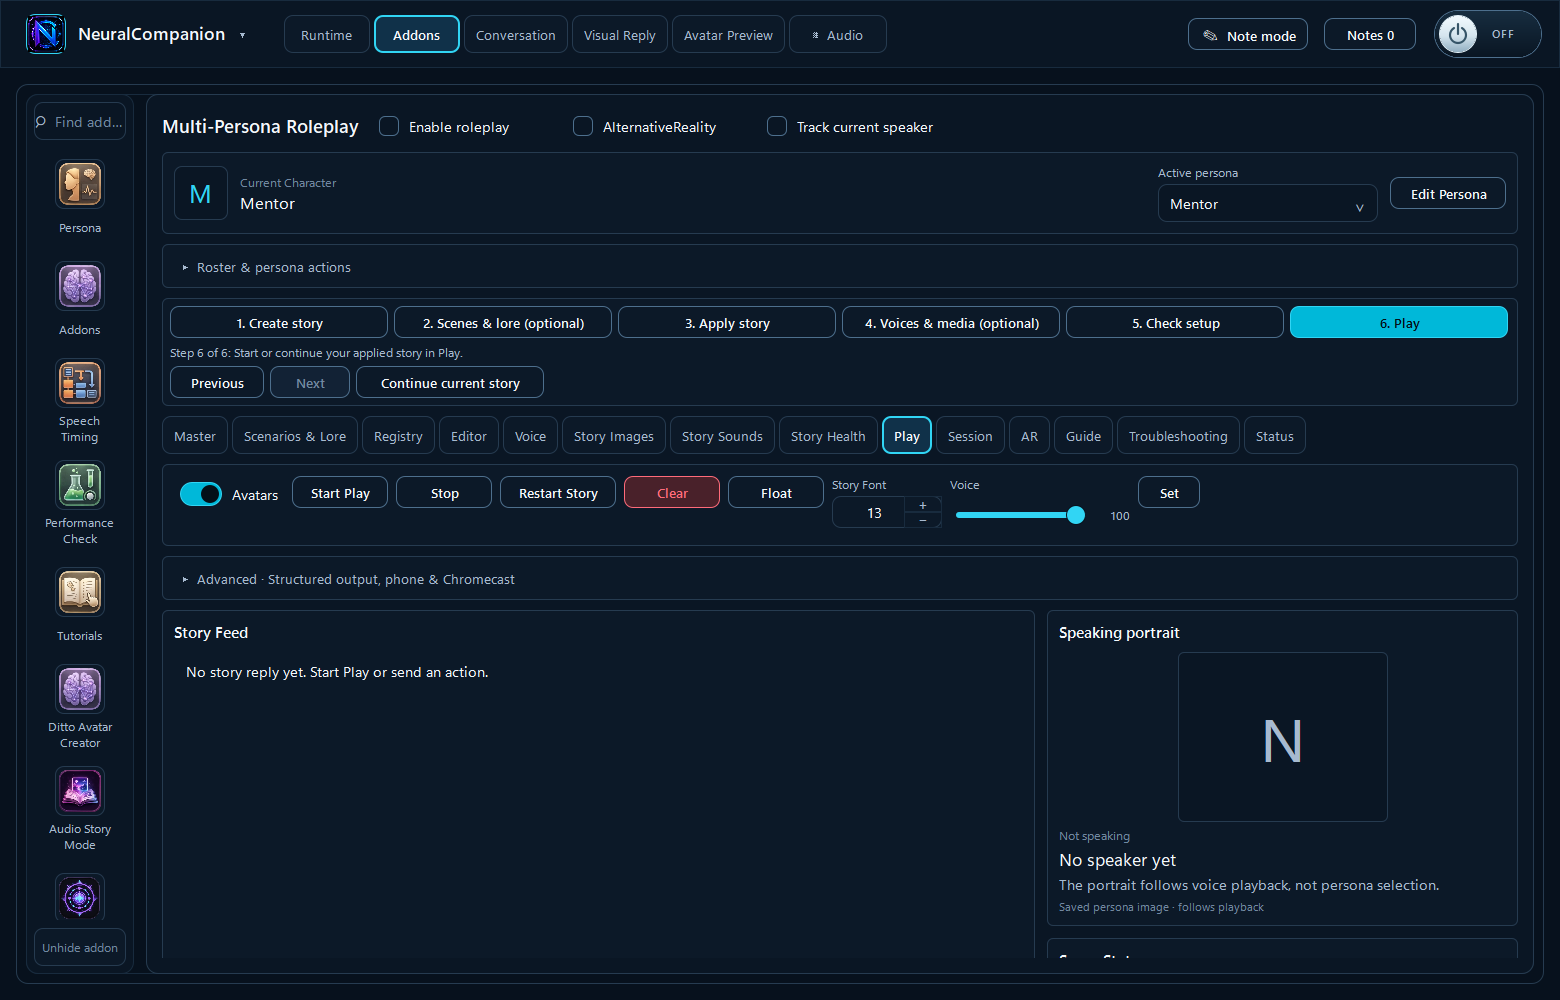 NeuralCompanion
Runtime
Addons
Conversation
Visual Reply
Avatar Preview
Audio
Note mode
Notes 0
OFF
Find add...
Persona
Addons
Speech
Timing
Performance
Check
Tutorials
Ditto Avatar
Creator
Audio Story
Mode
Unhide addon
Multi-Persona Roleplay
Enable roleplay
AlternativeReality
Track current speaker
M
Current Character
Mentor
Active persona
Mentor
Edit Persona
Roster & persona actions
1. Create story
2. Scenes & lore (optional)
3. Apply story
4. Voices & media (optional)
5. Check setup
6. Play
Step 6 of 6: Start or continue your applied story in Play.
Previous
Next
Continue current story
Master
Scenarios & Lore
Registry
Editor
Voice
Story Images
Story Sounds
Story Health
Play
Session
AR
Guide
Troubleshooting
Status
Avatars
Start Play
Stop
Restart Story
Clear
Float
Story Font
13
Voice
100
Set
Advanced · Structured output, phone & Chromecast
Story Feed
No story reply yet. Start Play or send an action.
Speaking portrait
N
Not speaking
No speaker yet
The portrait follows voice playback, not persona selection.
Saved persona image · follows playback